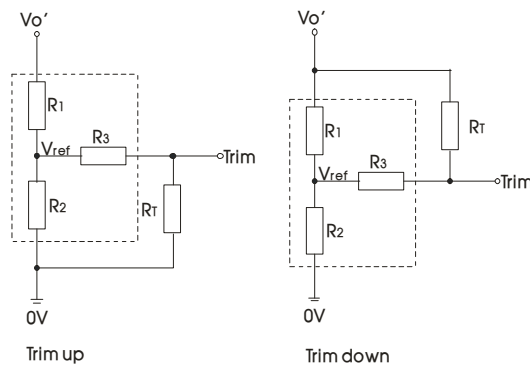 Vo'
R1
R3
Vref
Trim
R2
RT
0V
Trim up
Vo'
R1
RT
R3
Vref
Trim
R2
0V
Trim down